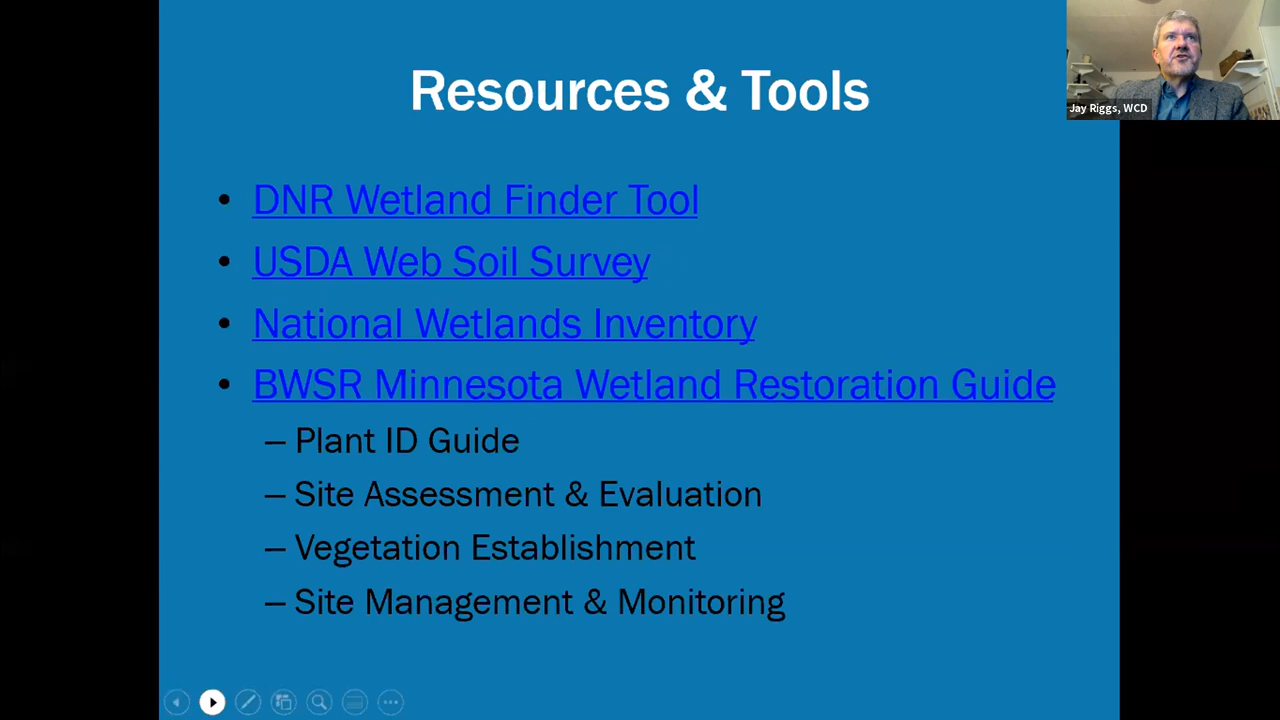 Resources & Tools
Jay Riggs, WCD
• DNR Wetland Finder Tool
• USDA Web Soil Survey
• National Wetlands Inventory
• BWSR Minnesota Wetland Restoration Guide
– Plant ID Guide
– Site Assessment & Evaluation
– Vegetation Establishment
– Site Management & Monitoring